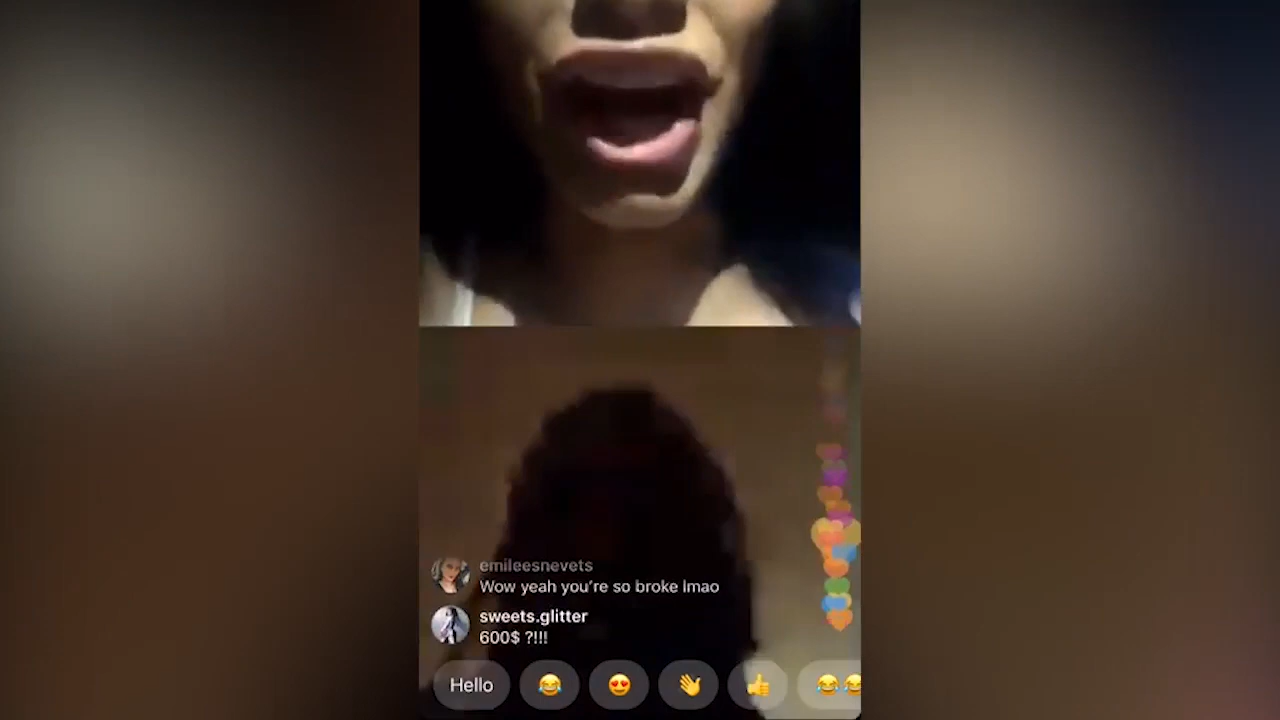 emileesnevets
Wow yeah you're so broke lmao
sweets.glitter
600$ ?!!!
Hello